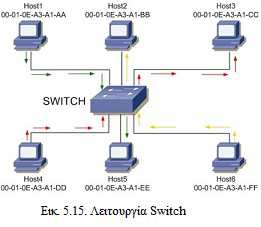 Host1
00-01-0E-A3-A1-AA
Host2
00-01-0E-A3-A1-BB
Host3
00-01-0E-A3-A1-CC
SWITCH
Host4
00-01-0E-A3-A1-DD
Host5
00-01-0E-A3-A1-EE
Host6
00-01-0E-A3-A1-FF
Εικ. 5.15. Λειτουργία Switch